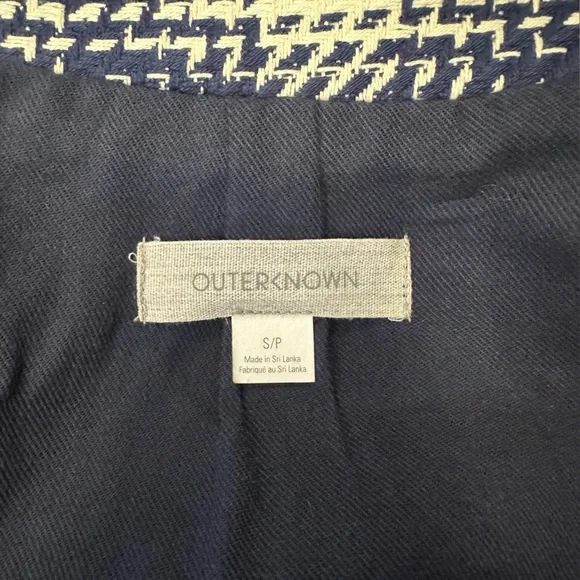 OUTERKNOWN
S/P
Made in Sri Lanka
Fabriqué au Sri Lanka